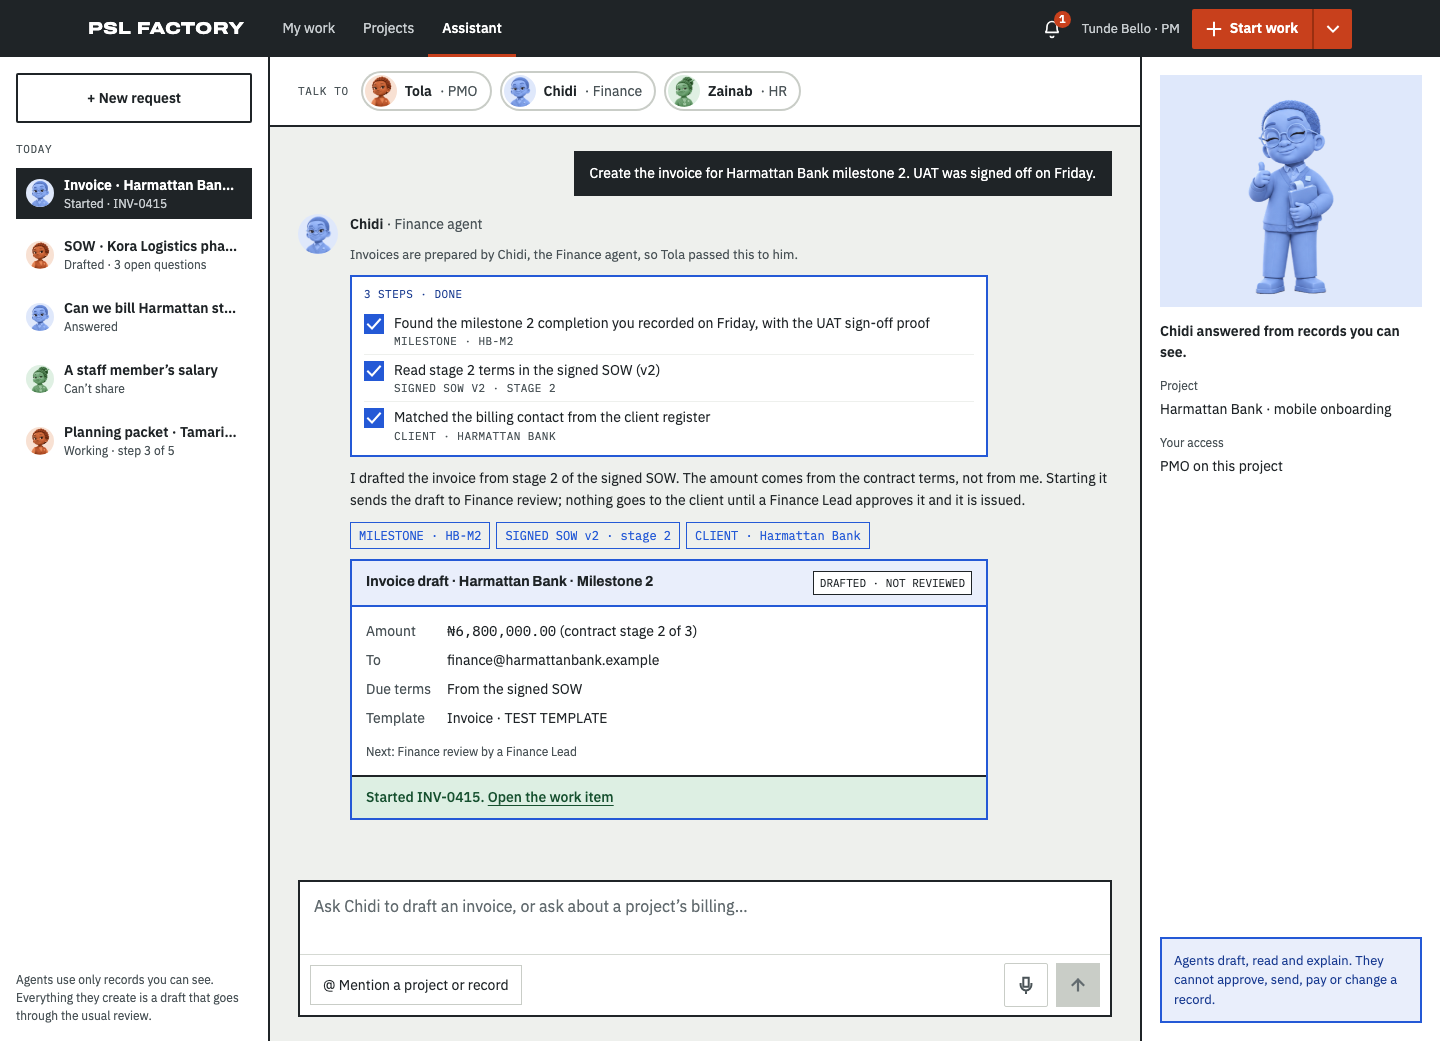 PSL FACTORY
My work
Projects
Assistant
1
Tunde Bello · PM
Start work
+ New request
TODAY
Invoice · Harmattan Ban...
Started · INV-0415
SOW · Kora Logistics pha...
Drafted · 3 open questions
Can we bill Harmattan st...
Answered
A staff member’s salary
Can’t share
Planning packet · Tamari...
Working · step 3 of 5
Agents use only records you can see.
Everything they create is a draft that goes
through the usual review.
TALK TO
Tola · PMO
Chidi · Finance
Zainab · HR
Create the invoice for Harmattan Bank milestone 2. UAT was signed off on Friday.
Chidi · Finance agent
Invoices are prepared by Chidi, the Finance agent, so Tola passed this to him.
3 STEPS · DONE
Found the milestone 2 completion you recorded on Friday, with the UAT sign-off proof
MILESTONE · HB-M2
Read stage 2 terms in the signed SOW (v2)
SIGNED SOW V2 · STAGE 2
Matched the billing contact from the client register
CLIENT · HARMATTAN BANK
I drafted the invoice from stage 2 of the signed SOW. The amount comes from the contract terms, not from me. Starting it
sends the draft to Finance review; nothing goes to the client until a Finance Lead approves it and it is issued.
MILESTONE · HB-M2
SIGNED SOW v2 · stage 2
CLIENT · Harmattan Bank
Invoice draft · Harmattan Bank · Milestone 2
DRAFTED · NOT REVIEWED
Amount ₦6,800,000.00 (contract stage 2 of 3)
To finance@harmattanbank.example
Due terms From the signed SOW
Template Invoice · TEST TEMPLATE
Next: Finance review by a Finance Lead
Started INV-0415. Open the work item
Ask Chidi to draft an invoice, or ask about a project’s billing...
@ Mention a project or record
Chidi answered from records you can
see.
Project
Harmattan Bank · mobile onboarding
Your access
PMO on this project
Agents draft, read and explain. They
cannot approve, send, pay or change a
record.